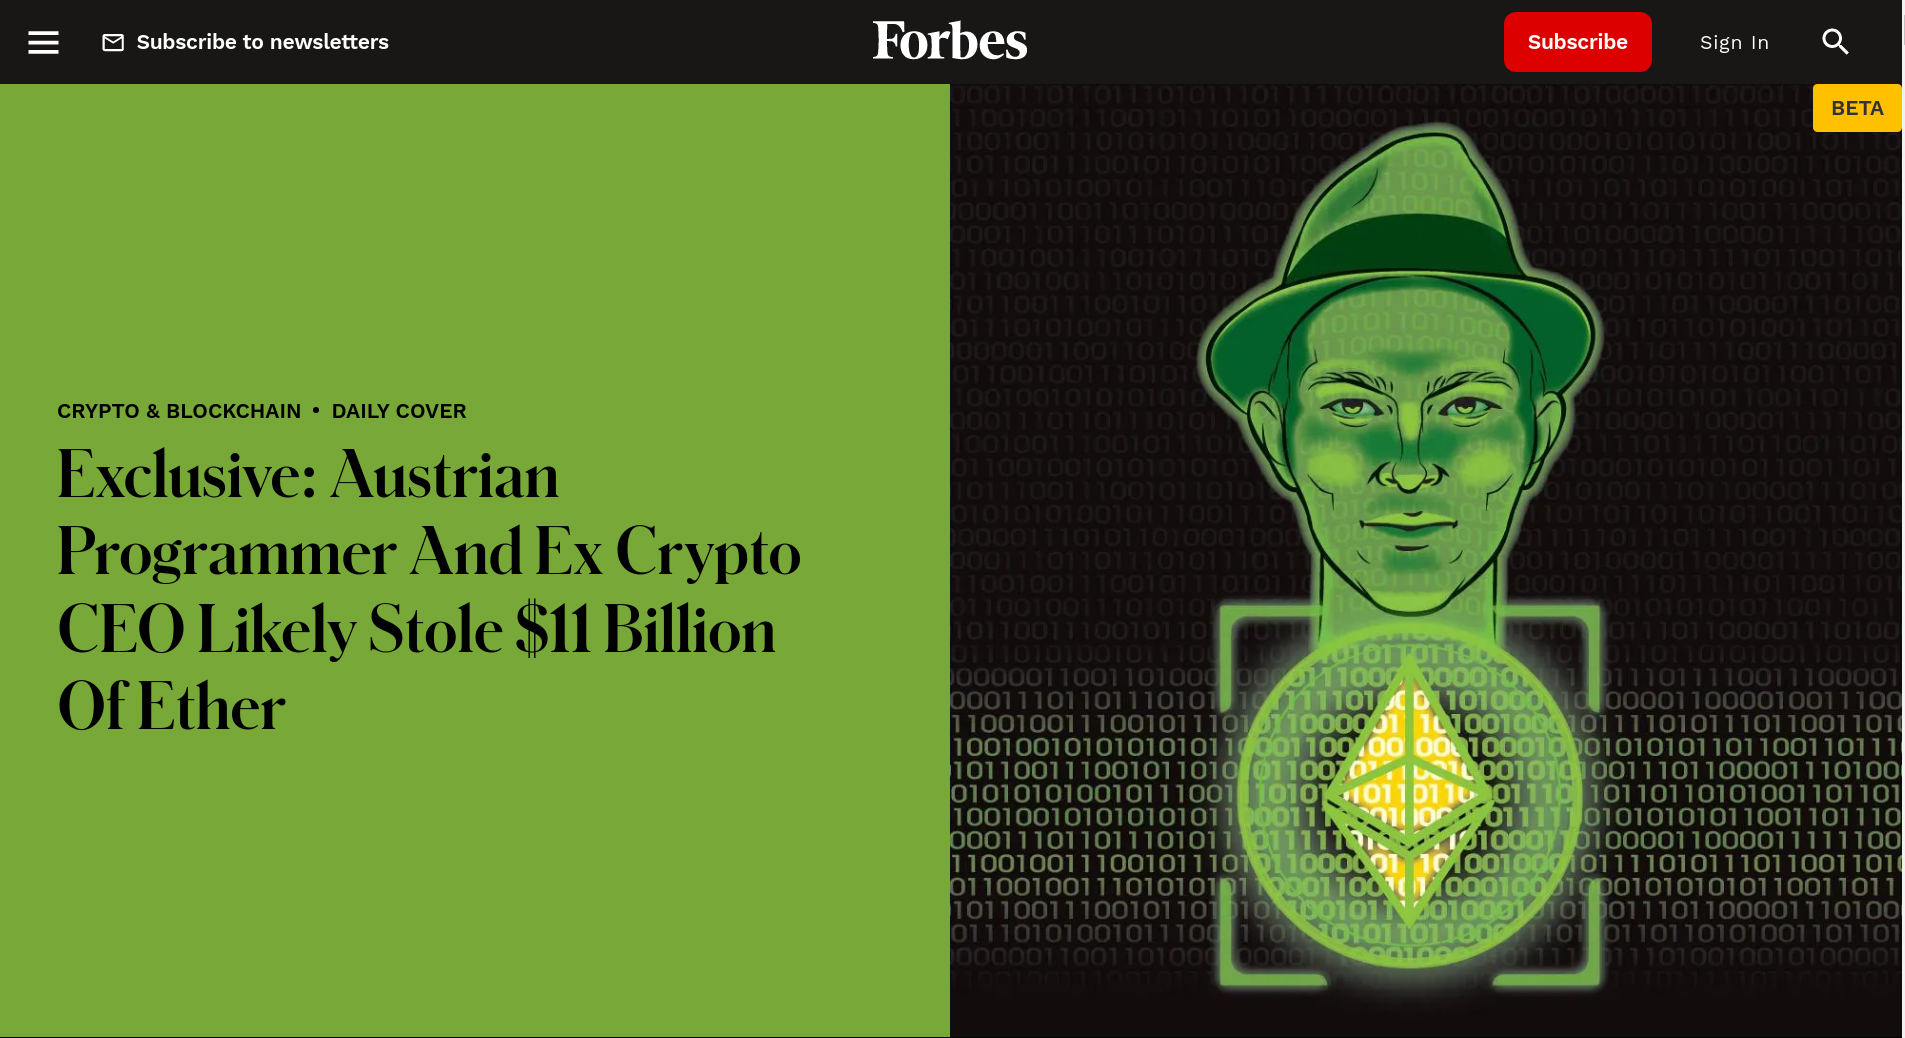 Subscribe to newsletters
Forbes
Subscribe
Sign In
BETA
CRYPTO & BLOCKCHAIN • DAILY COVER
Exclusive: Austrian
Programmer And Ex Crypto
CEO Likely Stole $11 Billion
Of Ether